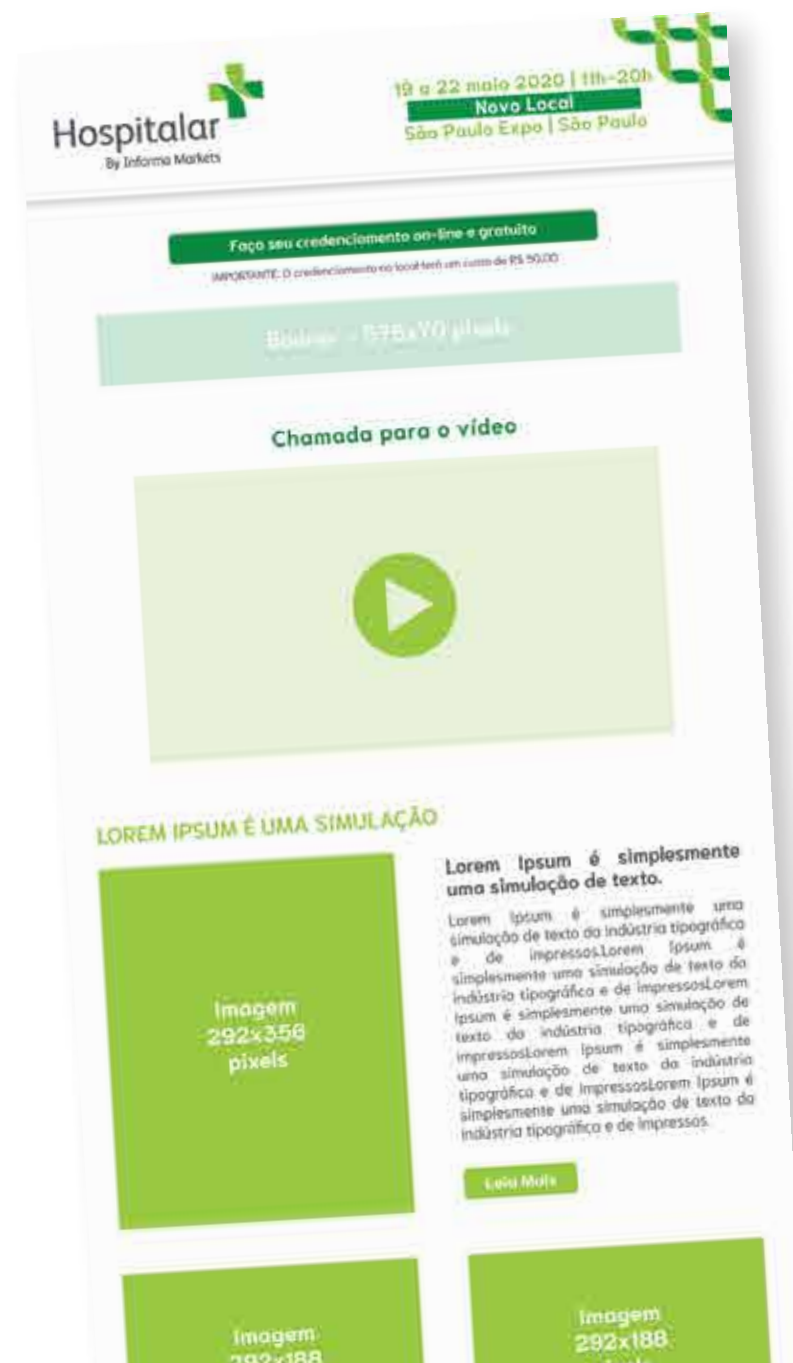 Hospitalar
By Informa Markets
19 a 22 maio 2020 | 11h-20h
Novo Local
São Paulo Expo | São Paulo
Faça seu credenciamento on-line e gratuito
IMPORTANTE: O credenciamento no local terá um custo de R$ 50,00
Banner - 576x70 pixels
Chamada para o vídeo
LOREM IPSUM É UMA SIMULAÇÃO
Imagem
292x356
pixels
Lorem Ipsum é simplesmente
uma simulação de texto.
Lorem Ipsum é simplesmente uma
simulação de texto da indústria tipográfica
e de impressosLorem Ipsum é
simplesmente uma simulação de texto da
indústria tipográfica e de impressosLorem
Ipsum é simplesmente uma simulação de
texto da indústria tipográfica e de
impressosLorem Ipsum é simplesmente
uma simulação de texto da indústria
tipográfica e de impressosLorem Ipsum é
simplesmente uma simulação de texto da
indústria tipográfica e de impressos.
Leia Mais
Imagem
292x188
Imagem
292x188